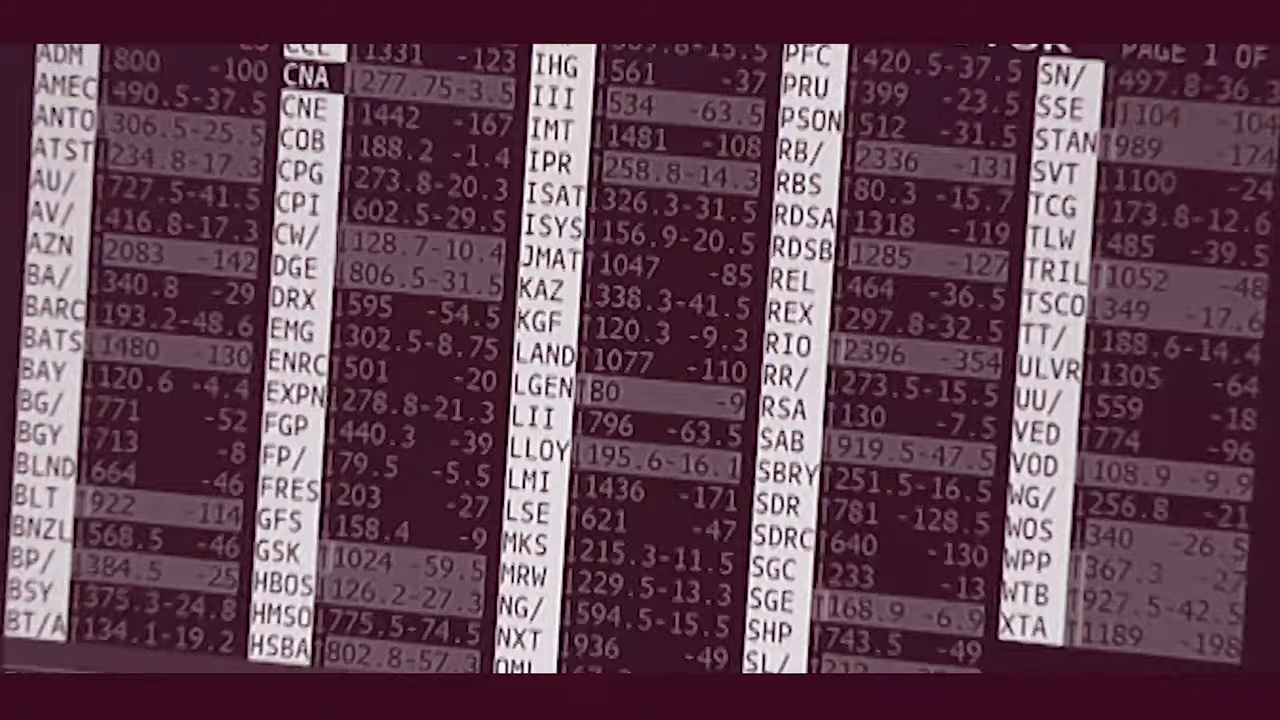 PAGE 1 OF
ADM 800 -100
AMEC 490.5-37.5
ANTO 306.5-25.5
ATST 234.8-17.3
AU/ 727.5-41.5
AV/ 416.8-17.3
AZN 2083 -142
BA/ 340.8 -29
BARC 193.2-48.6
BATS 1480 -130
BAY 120.6 -4.4
BG/ 771 -52
BGY 713 -8
BLND 664 -46
BLT 922 -114
BNZL 568.5 -46
BP/ 384.5 -25
BSY 375.3-24.8
BT/A 134.1-19.2
CCL 1331 -123
CNA 277.75-3.5
CNE 1442 -167
COB 188.2 -1.4
CPG 273.8-20.3
CPI 602.5-29.5
CW/ 128.7-10.4
DGE 806.5-31.5
DRX 595 -54.5
EMG 302.5-8.75
ENRC 501 -20
EXPN 278.8-21.3
FGP 440.3 -39
FP/ 79.5 -5.5
FRES 203 -27
GFS 158.4 -9
GSK 1024 -59.5
HBOS 126.2-27.3
HMSO 775.5-74.5
HSBA 802.8-57.3
IHG 561 -37
III 534 -63.5
IMT 1481 -108
IPR 258.8-14.3
ISAT 326.3-31.5
ISYS 156.9-20.5
JMAT 1047 -85
KAZ 338.3-41.5
KGF 120.3 -9.3
LAND 1077 -110
LGEN 80 -9
LII 796 -63.5
LLOY 195.6-16.1
LMI 1436 -171
LSE 621 -47
MKS 215.3-11.5
MRW 229.5-13.3
NG/ 594.5-15.5
NXT 936 -49
OML
PFC 420.5-37.5
PRU 399 -23.5
PSON 512 -31.5
RB/ 2336 -131
RBS 80.3 -15.7
RDSA 1318 -119
RDSB 1285 -127
REL 464 -36.5
REX 297.8-32.5
RIO 2396 -354
RR/ 273.5-15.5
RSA 130 -7.5
SAB 919.5-47.5
SBRY 251.5-16.5
SDR 781 -128.5
SDRC 640 -130
SGC 233 -13
SGE 168.9 -6.9
SHP 743.5 -49
SL/
SN/ 497.8-36.3
SSE 1104 -104
STAN 989 -174
SVT 1100 -24
TCG 173.8-12.6
TLW 485 -39.5
TRIL 1052 48
TSCO 349 -17.6
TT/ 188.6-14.4
ULVR 1305 -64
UU/ 559 -18
VED 774 -96
VOD 108.9 -9.9
WG/ 256.8 -21
WOS 340 -26.5
WPP 367.3 -27
WTB 927.5-42.5
XTA 1189 -198